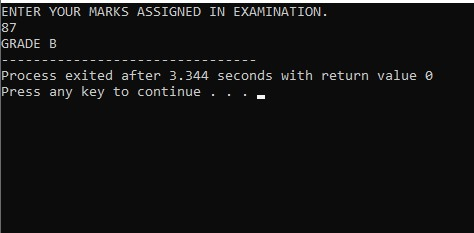 ENTER YOUR MARKS ASSIGNED IN EXAMINATION.
87
GRADE B
--------------------------------
Process exited after 3.344 seconds with return value 0
Press any key to continue . . .